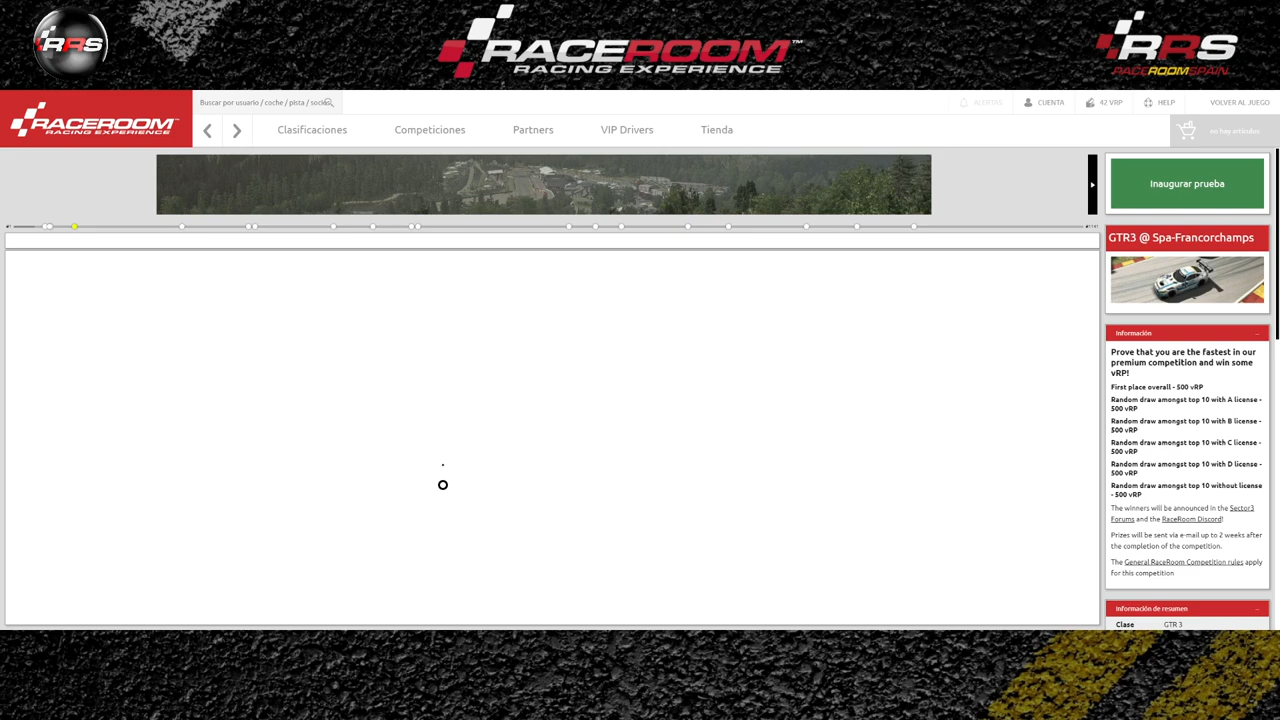 RRS
RACEROOM™
RACING EXPERIENCE
RRS
RACEROOMSPAIN
RACEROOM™
RACING EXPERIENCE
Buscar por usuario / coche / pista / socio
ALERTAS
CUENTA
42 VRP
HELP
VOLVER AL JUEGO
Clasificaciones
Competiciones
Partners
VIP Drivers
Tienda
no hay artículos
Inaugurar prueba
GTR3 @ Spa-Francorchamps
Información
Prove that you are the fastest in our
premium competition and win some
vRP!
First place overall - 500 vRP
Random draw amongst top 10 with A license -
500 vRP
Random draw amongst top 10 with B license -
500 vRP
Random draw amongst top 10 with C license -
500 vRP
Random draw amongst top 10 with D license -
500 vRP
Random draw amongst top 10 without license
- 500 vRP
The winners will be announced in the Sector3
Forums and the RaceRoom Discord!
Prizes will be sent via e-mail up to 2 weeks after
the completion of the competition.
The General RaceRoom Competition rules apply
for this competition
Información de resumen
Clase GTR 3